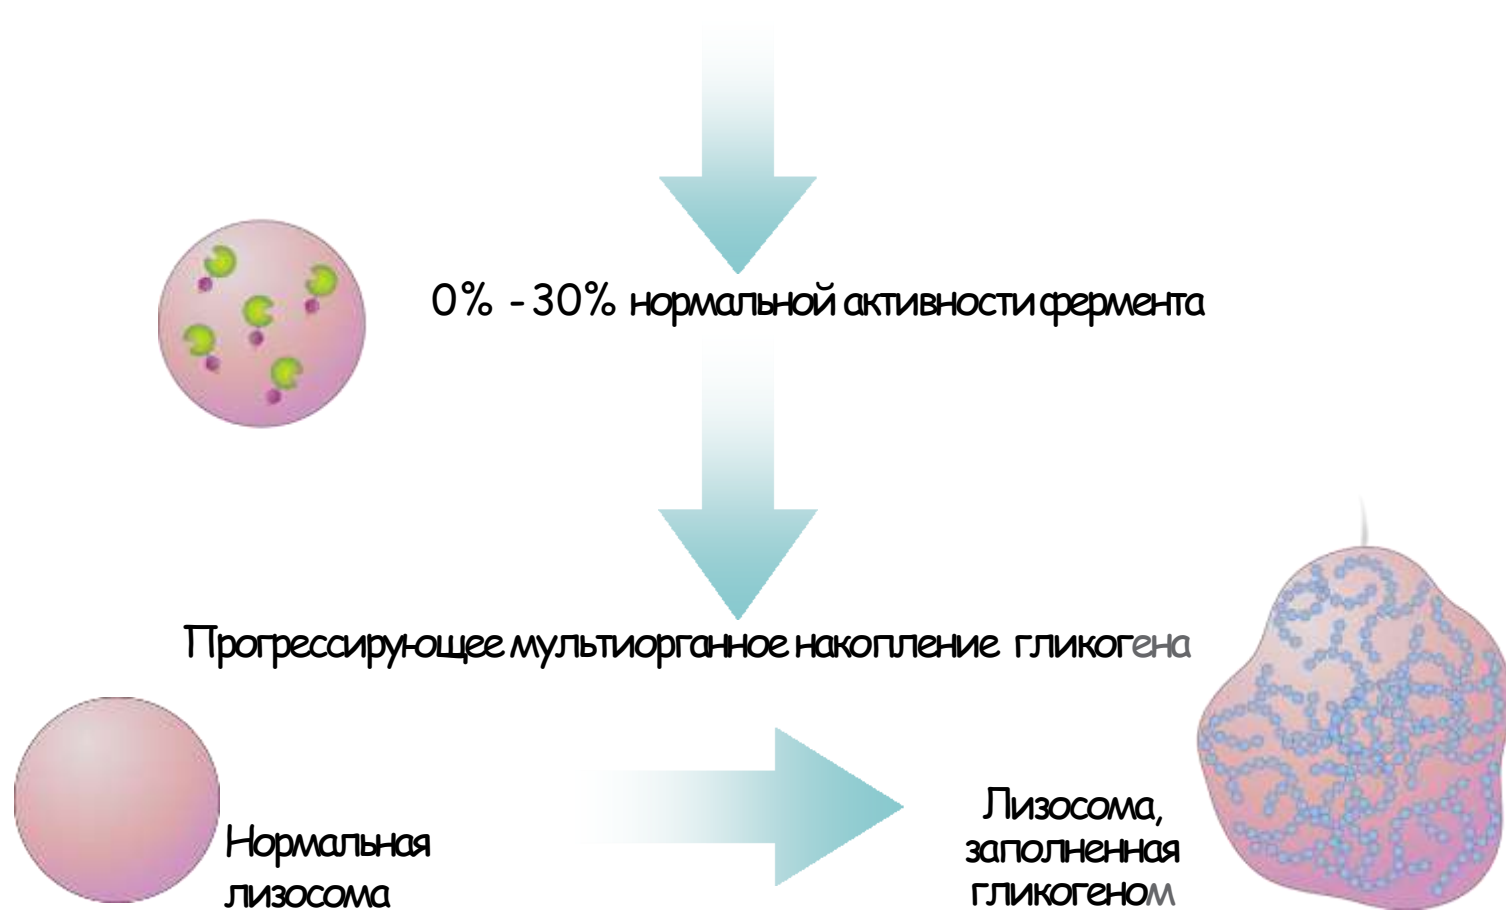 0% - 30% нормальной активности фермента
Прогрессирующее мультиорганное накопление гликогена
Нормальная
лизосома
Лизосома,
заполненная
гликогеном